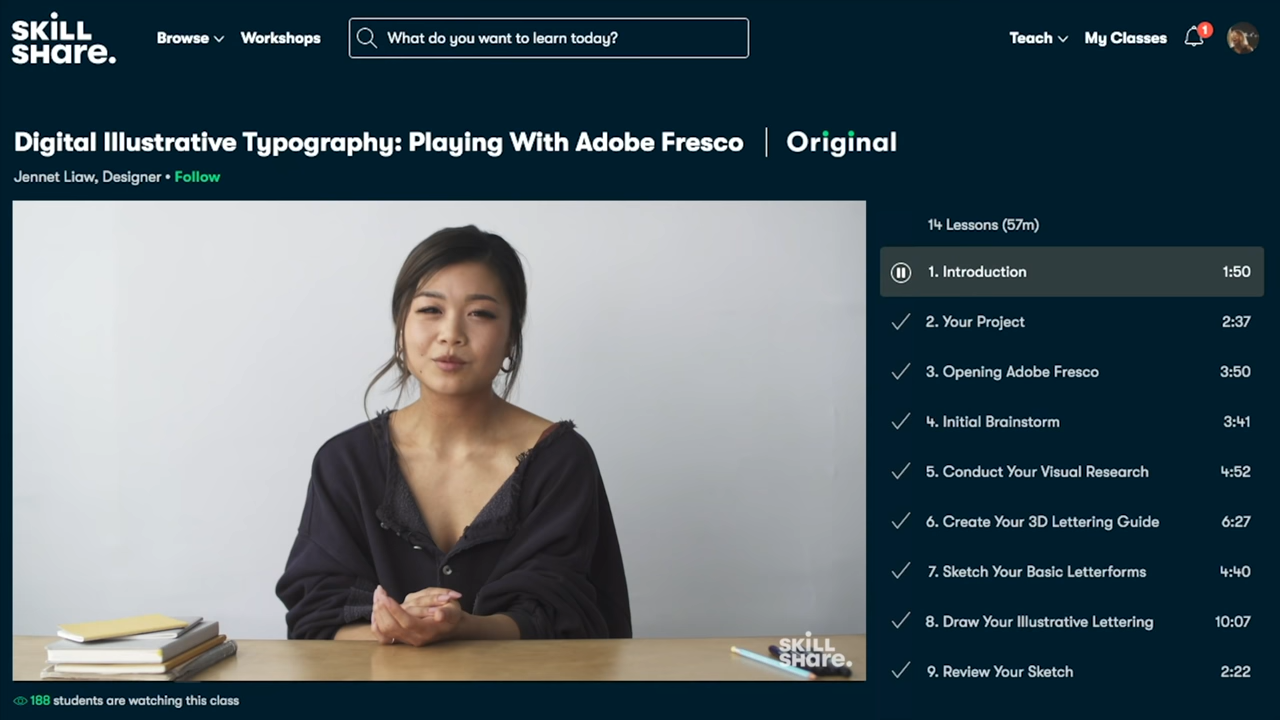 SKiLL
SHare.
Browse
Workshops
What do you want to learn today?
Teach
My Classes
1
Digital Illustrative Typography: Playing With Adobe Fresco | Original
Jennet Liaw, Designer • Follow
14 Lessons (57m)
1. Introduction 1:50
2. Your Project 2:37
3. Opening Adobe Fresco 3:50
4. Initial Brainstorm 3:41
5. Conduct Your Visual Research 4:52
6. Create Your 3D Lettering Guide 6:27
7. Sketch Your Basic Letterforms 4:40
8. Draw Your Illustrative Lettering 10:07
9. Review Your Sketch 2:22
SKiLL
SHare.
188 students are watching this class